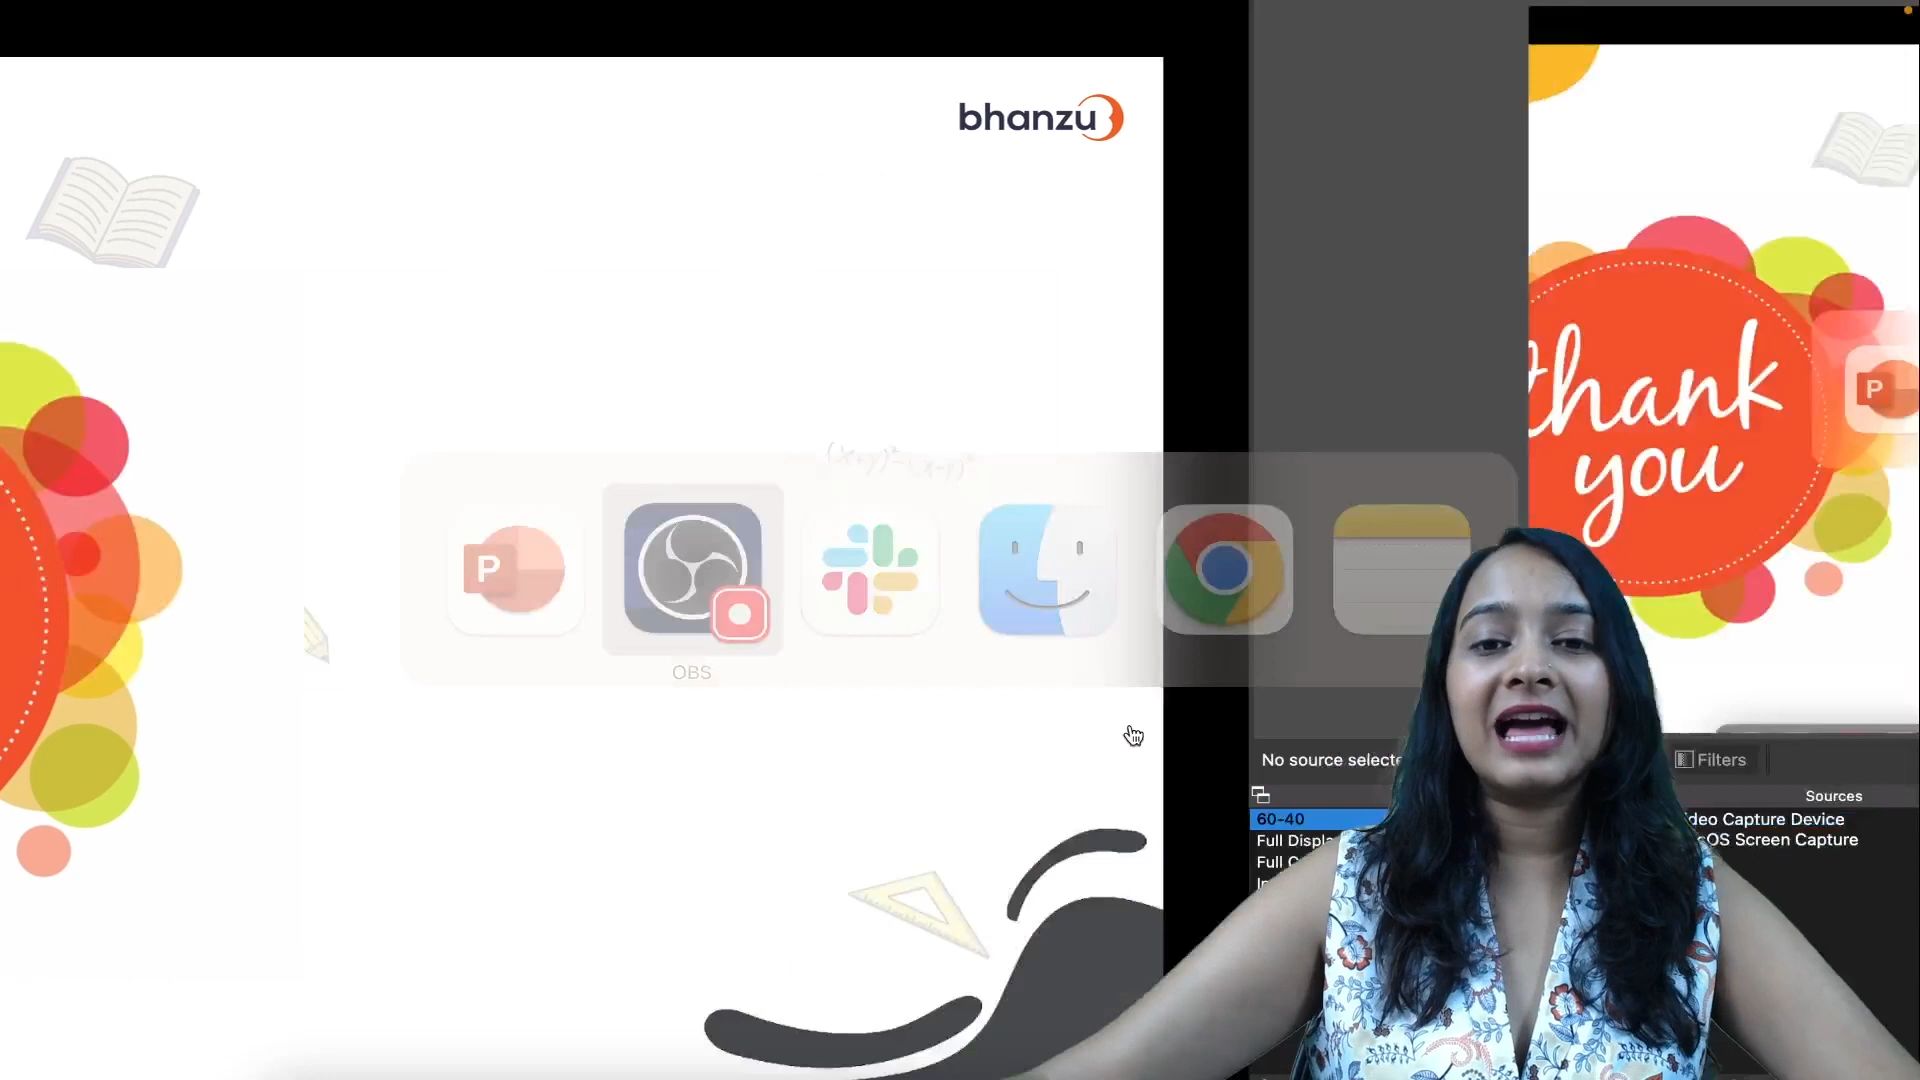 bhanzu
thank
you
P
P
OBS
No source selecte
Filters
Sources
60-40
deo Capture Device
OS Screen Capture
Full Displa
Full C